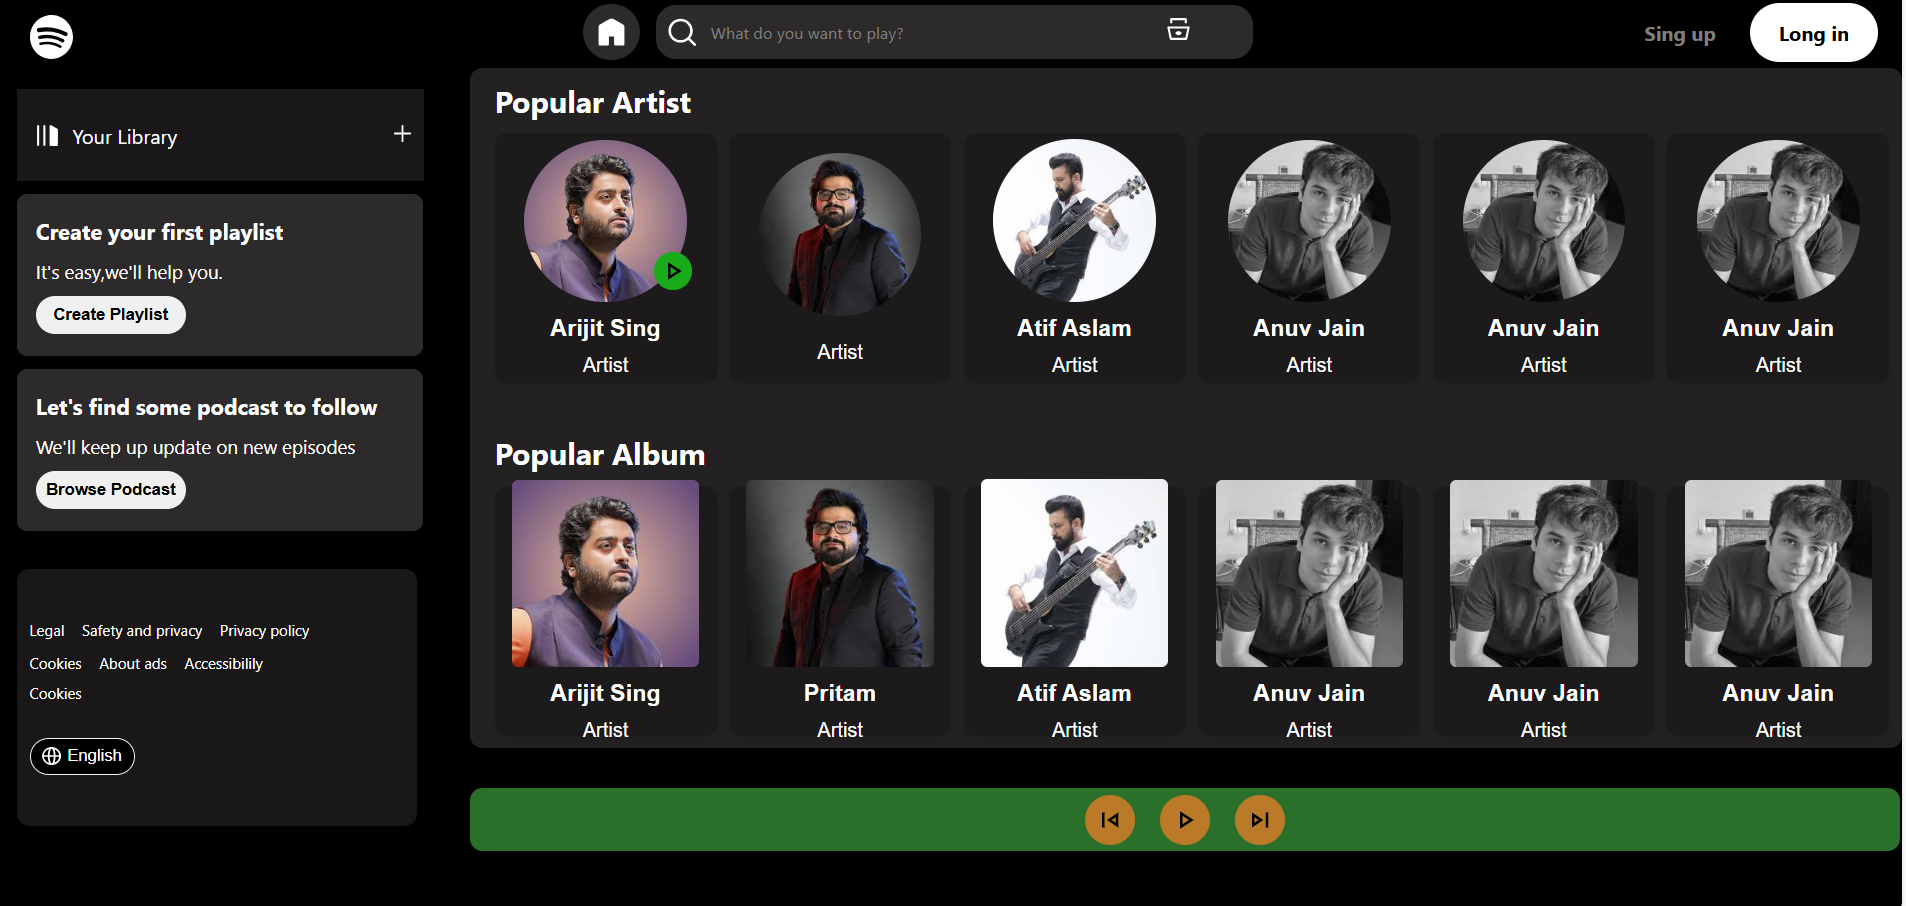 What do you want to play?
Sing up
Long in
Your Library
Create your first playlist
It's easy,we'll help you.
Create Playlist
Let's find some podcast to follow
We'll keep up update on new episodes
Browse Podcast
Legal Safety and privacy Privacy policy
Cookies About ads Accessibilily
Cookies
English
Popular Artist
Arijit Sing
Artist
Artist
Atif Aslam
Artist
Anuv Jain
Artist
Anuv Jain
Artist
Anuv Jain
Artist
Popular Album
Arijit Sing
Artist
Pritam
Artist
Atif Aslam
Artist
Anuv Jain
Artist
Anuv Jain
Artist
Anuv Jain
Artist